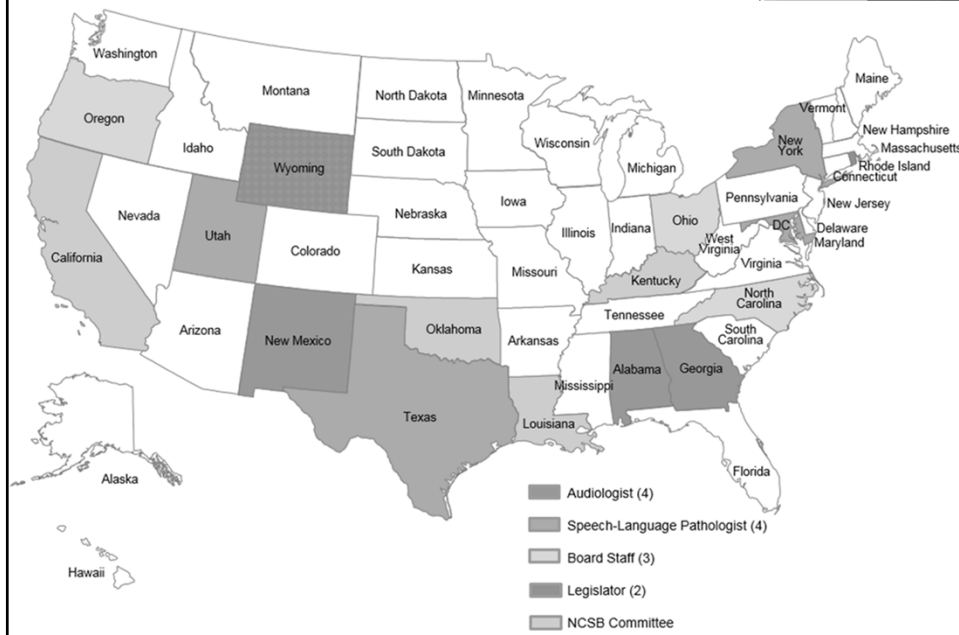 Washington
Oregon
California
Nevada
Idaho
Montana
Wyoming
Utah
Colorado
Arizona
New Mexico
North Dakota
South Dakota
Nebraska
Kansas
Oklahoma
Texas
Minnesota
Iowa
Missouri
Arkansas
Louisiana
Wisconsin
Illinois
Michigan
Indiana
Ohio
Kentucky
Tennessee
Mississippi
Alabama
Georgia
Florida
South
Carolina
North
Carolina
Virginia
West
Virginia
DC
Maryland
Delaware
New Jersey
Pennsylvania
New
York
Connecticut
Rhode Island
Massachusetts
New Hampshire
Vermont
Maine
Alaska
Hawaii
Audiologist (4)
Speech-Language Pathologist (4)
Board Staff (3)
Legislator (2)
NCSB Committee